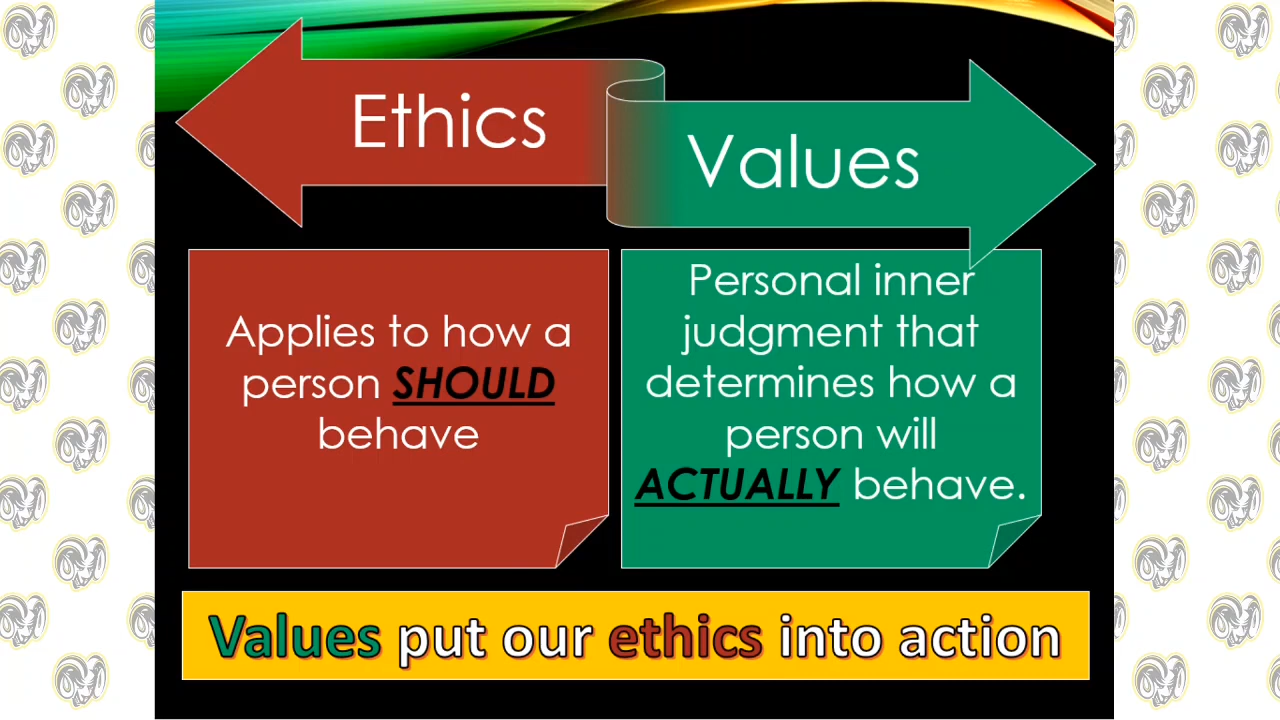 Ethics
Values
Applies to how a
person SHOULD
behave
Personal inner
judgment that
determines how a
person will
ACTUALLY behave.
Values put our ethics into action